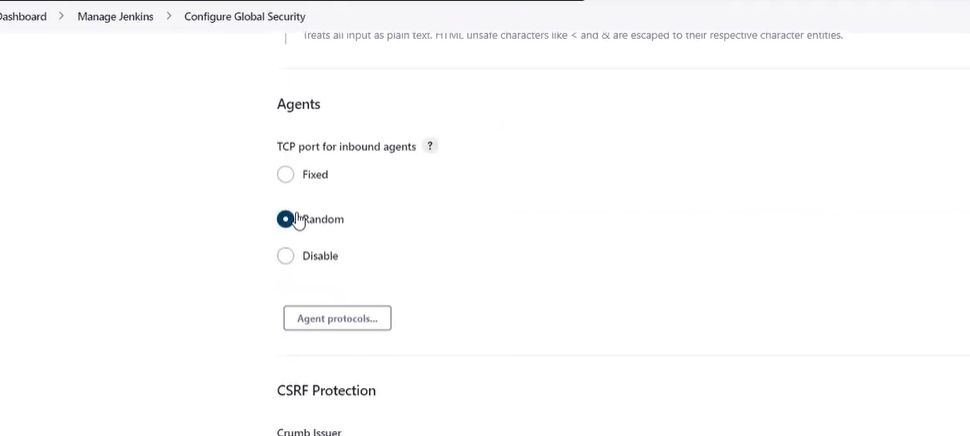 Dashboard > Manage Jenkins > Configure Global Security
Treats all input as plain text. HTML unsafe characters like < and & are escaped to their respective character entities.
Agents
TCP port for inbound agents ?
Fixed
Random
Disable
Agent protocols...
CSRF Protection
Crumb Issuer